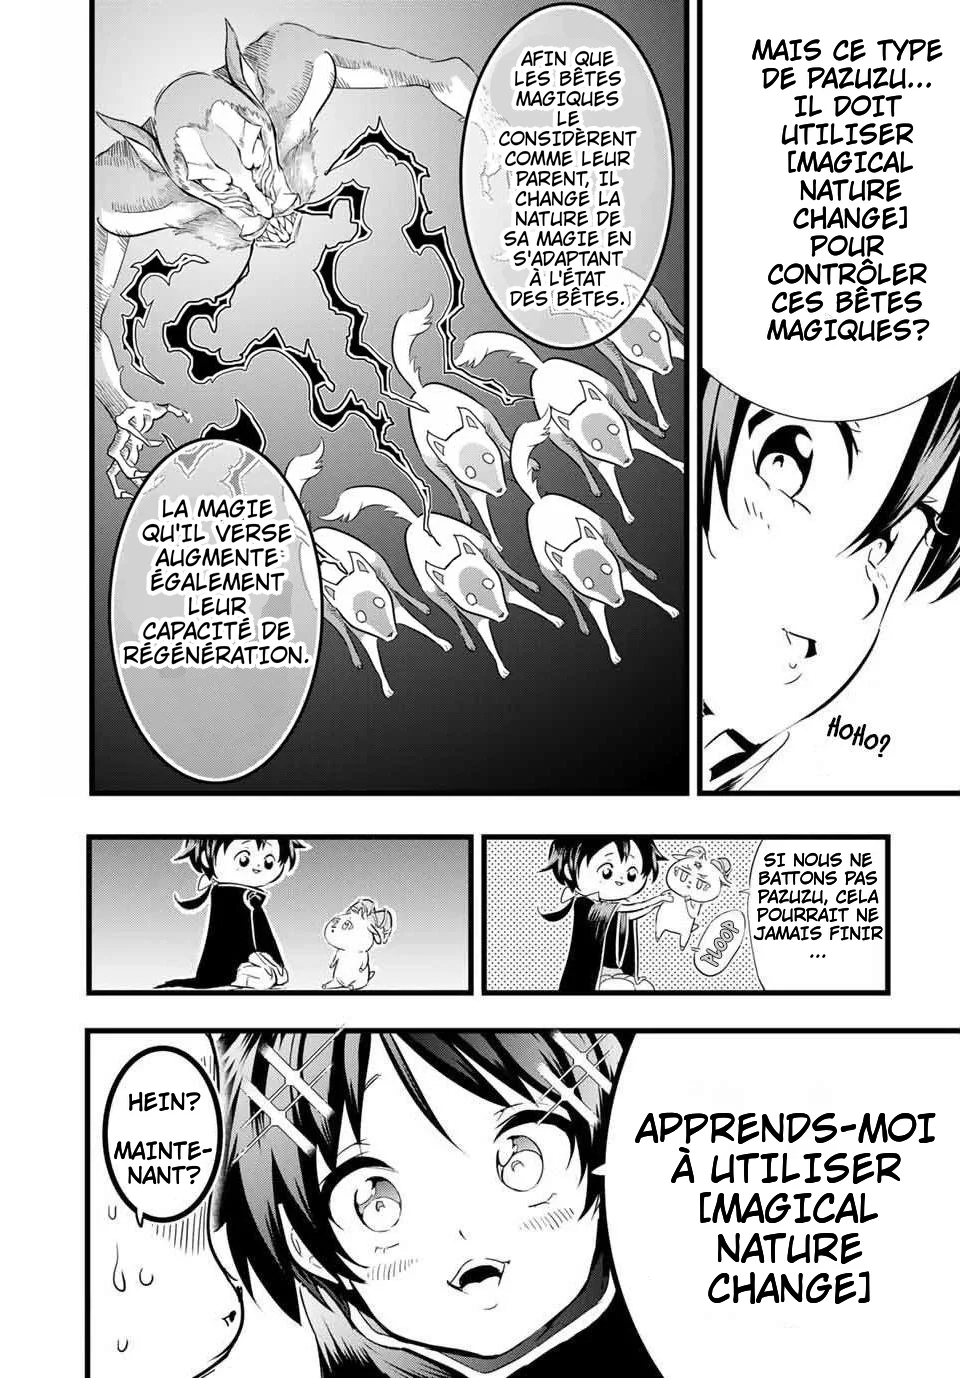 MAIS CE TYPE
DE PAZUZU...
IL DOIT
UTILISER
[MAGICAL
NATURE
CHANGE]
POUR
CONTRÔLER
CES BÊTES
MAGIQUES?
HOHO?
AFIN QUE
LES BÊTES
MAGIQUES
LE
CONSIDÈRENT
COMME LEUR
PARENT, IL
CHANGE LA
NATURE DE
SA MAGIE EN
S'ADAPTANT
À L'ÉTAT
DES BÊTES.
LA MAGIE
QU'IL VERSE
AUGMENTE
ÉGALEMENT
LEUR
CAPACITÉ DE
RÉGÉNÉRATION.
SI NOUS NE
BATTONS PAS
PAZUZU, CELA
POURRAIT NE
JAMAIS FINIR
...
PLOOP
APPRENDS-MOI
À UTILISER
[MAGICAL
NATURE
CHANGE]
HEIN?
MAINTE-
NANT?